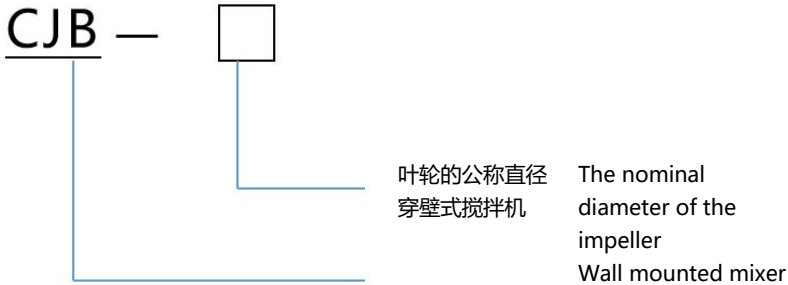 CJB — □
叶轮的公称直径
穿壁式搅拌机
The nominal
diameter of the
impeller
Wall mounted mixer